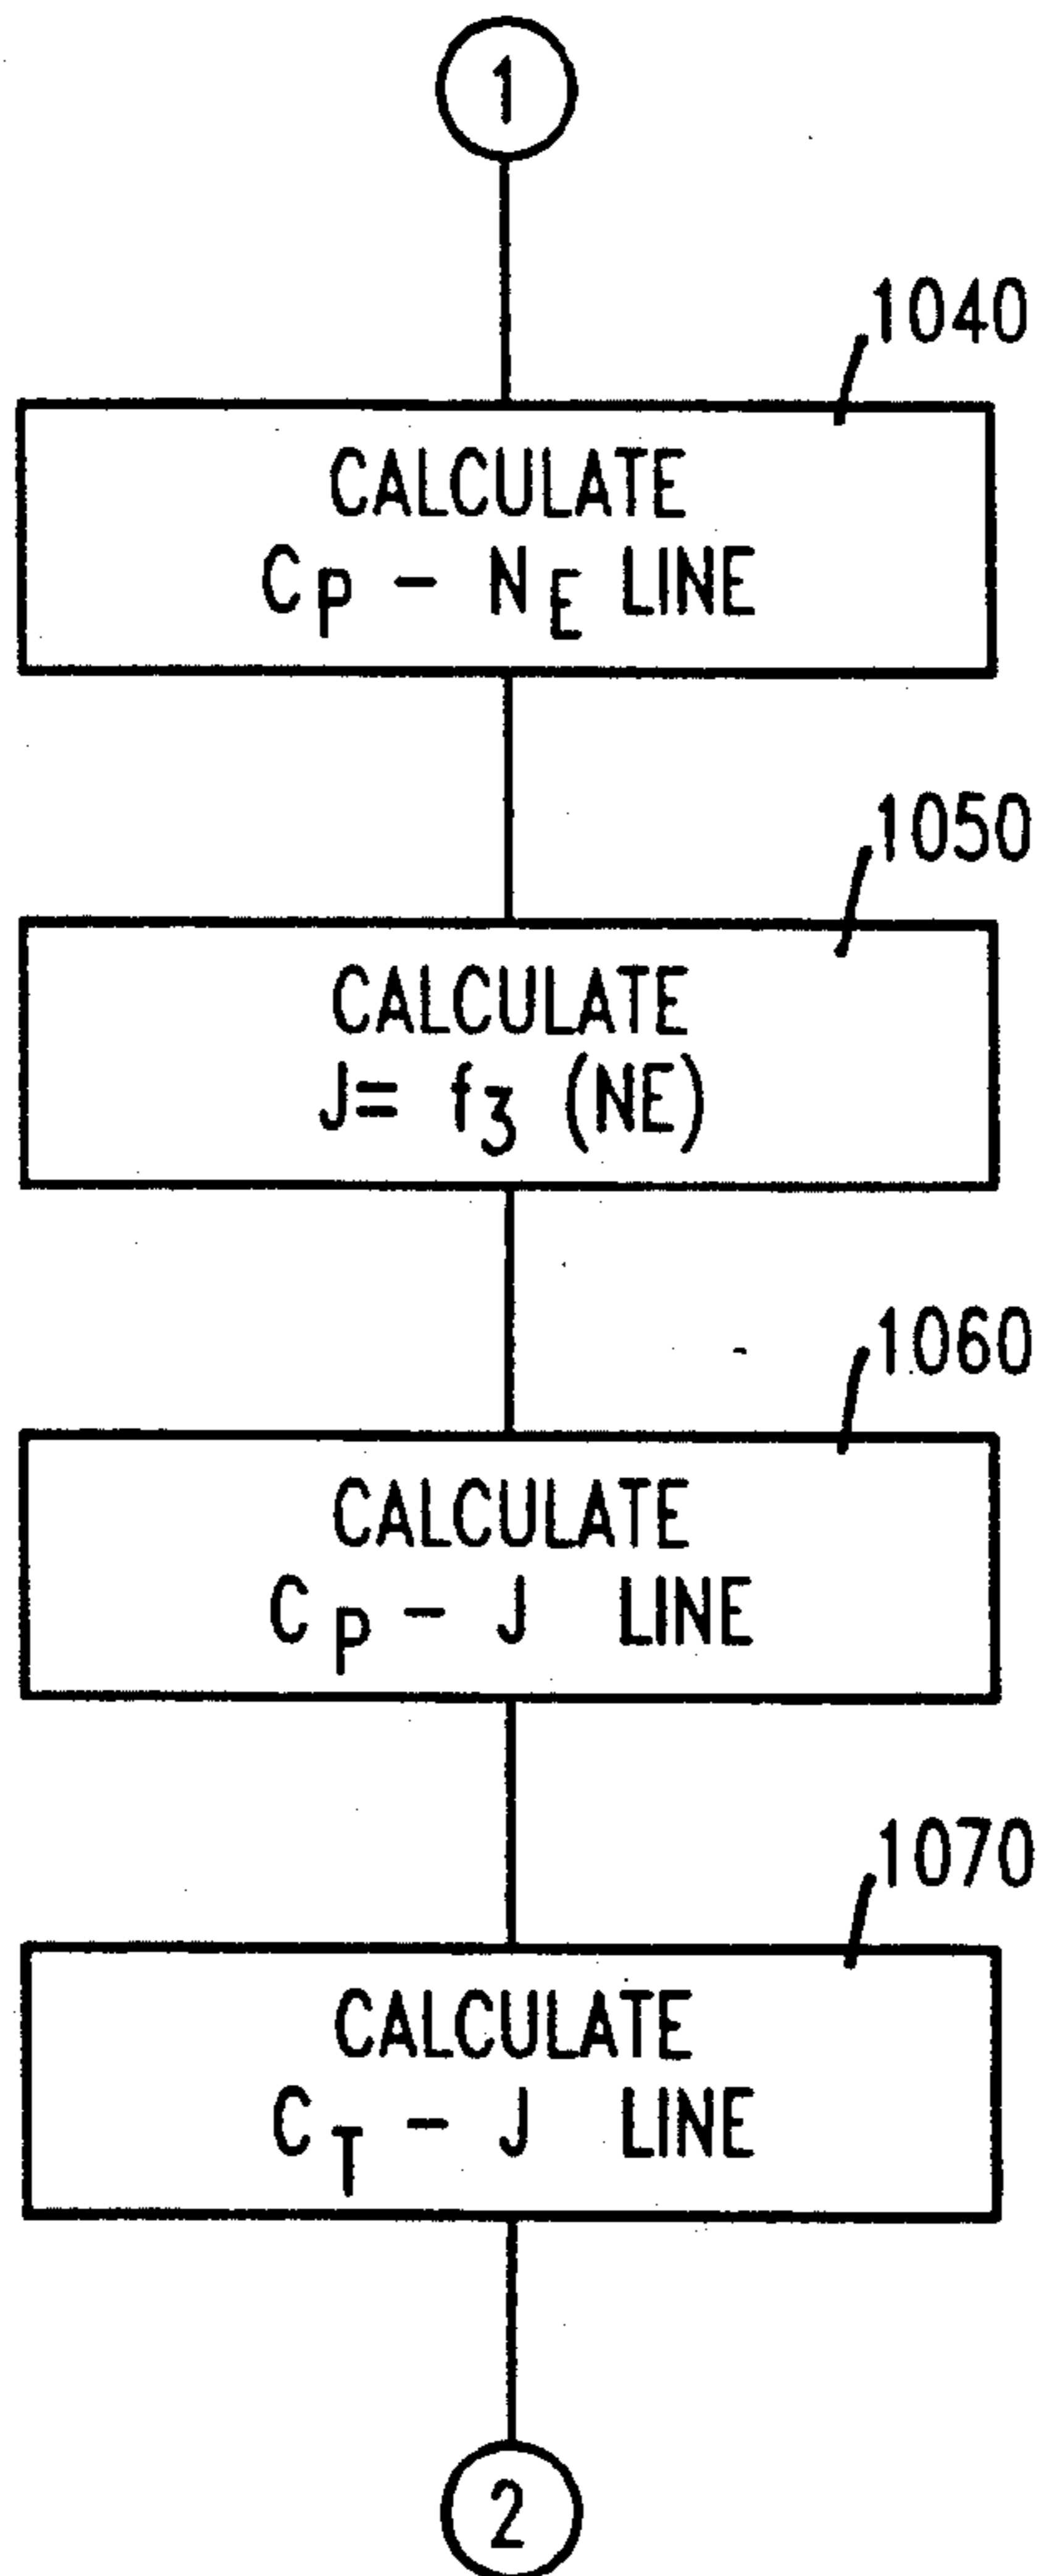 1
1040
CALCULATE
Cp - NE LINE
1050
CALCULATE
J= f3 (NE)
1060
CALCULATE
Cp - J LINE
1070
CALCULATE
CT - J LINE
2